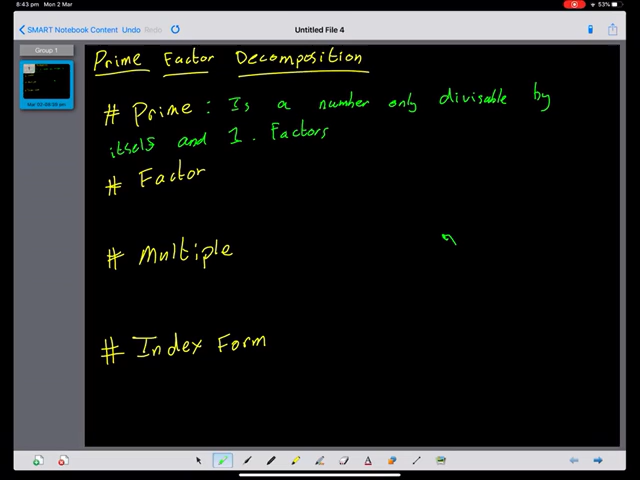 8:43 pm Mon 2 Mar
53%
SMART Notebook Content Undo Redo
Untitled File 4
Group 1
Prime Factor Decomposition
# Prime : Is a number only divisable by
itself and 1. Factors
# Factor
# Multiple
# Index Form
A